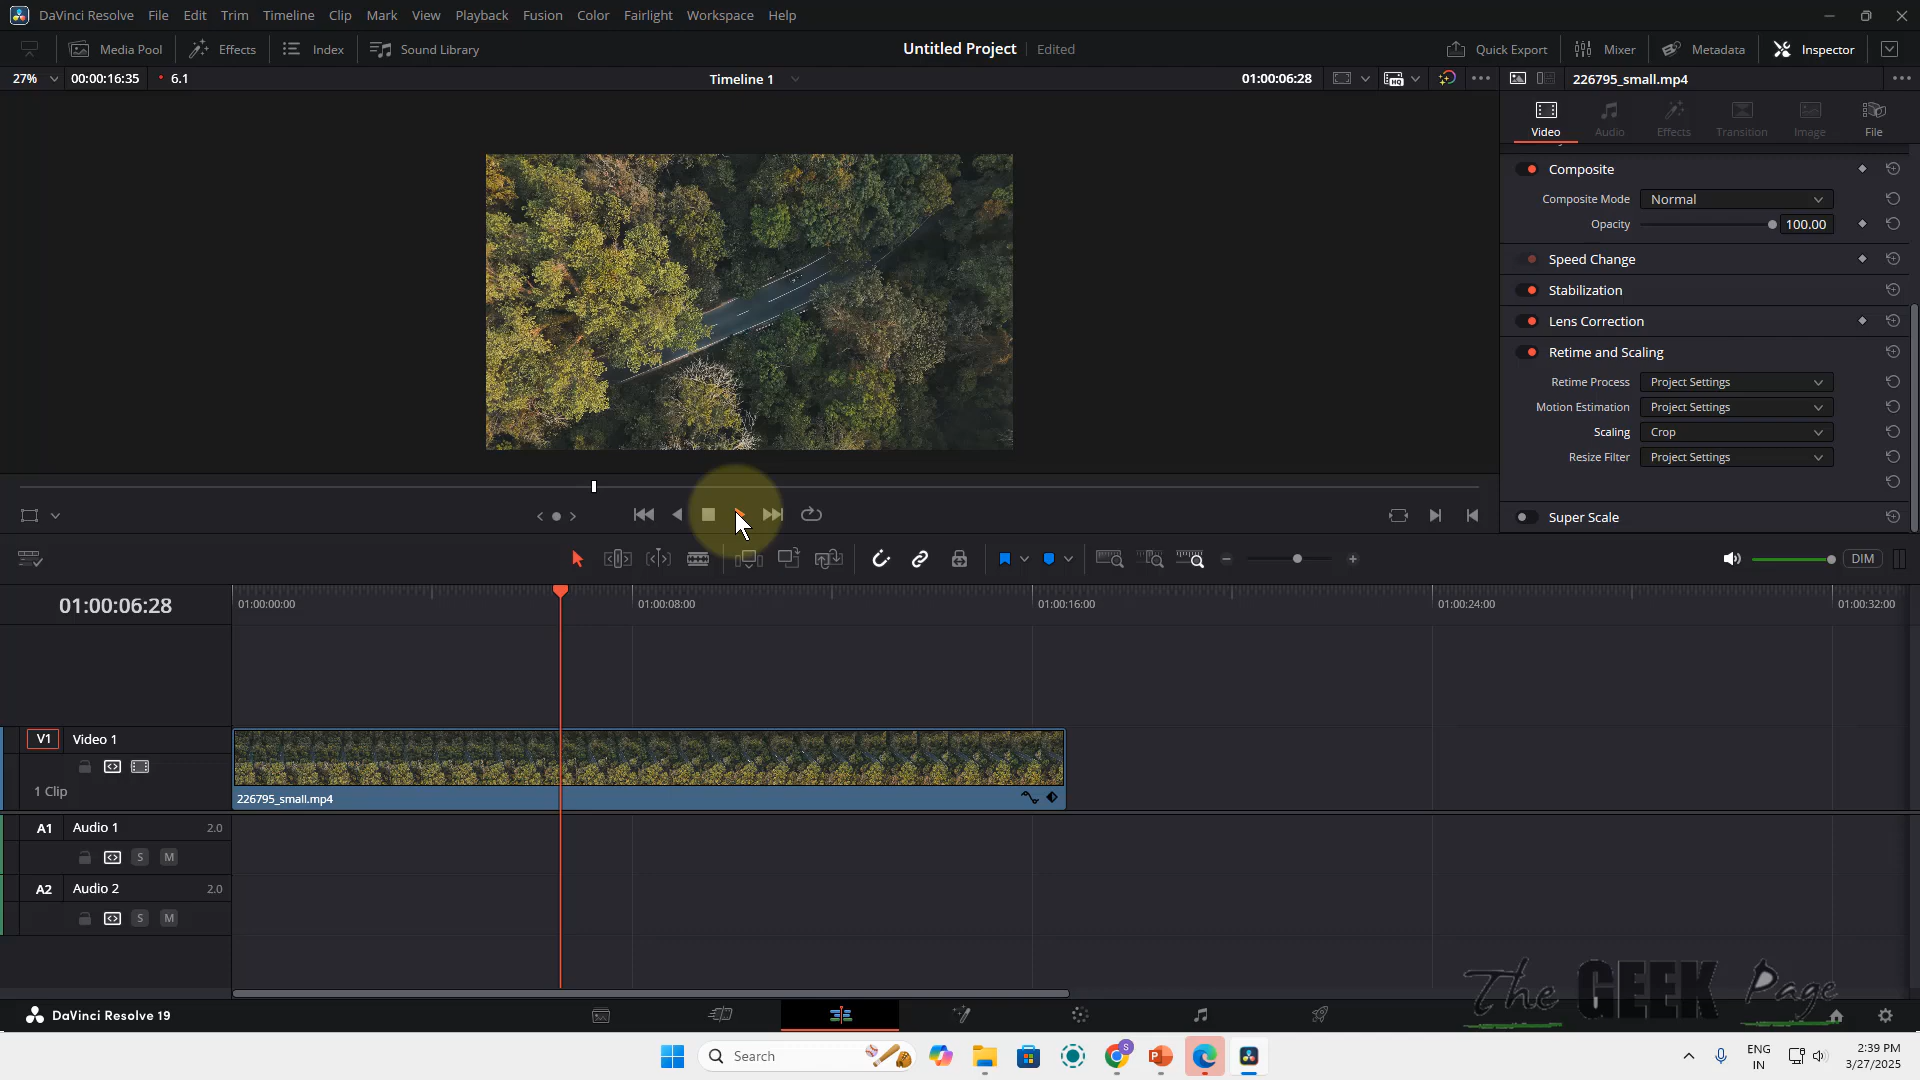 DaVinci Resolve File Edit Trim Timeline Clip Mark View Playback Fusion Color Fairlight Workspace Help
Media Pool Effects Index Sound Library Untitled Project Edited Quick Export Mixer Metadata Inspector
27% 00:00:16:35 6.1 Timeline 1 01:00:06:28 226795_small.mp4
Video Audio Effects Transition Image File
Composite
Composite Mode Normal
Opacity 100.00
Speed Change
Stabilization
Lens Correction
Retime and Scaling
Retime Process Project Settings
Motion Estimation Project Settings
Scaling Crop
Resize Filter Project Settings
Super Scale
DIM
01:00:06:28 01:00:00:00 01:00:08:00 01:00:16:00 01:00:24:00 01:00:32:00
V1 Video 1
1 Clip
226795_small.mp4
A1 Audio 1 2.0
S M
A2 Audio 2 2.0
S M
The GEEK Page
DaVinci Resolve 19
Search
S
ENG
IN
2:39 PM
3/27/2025